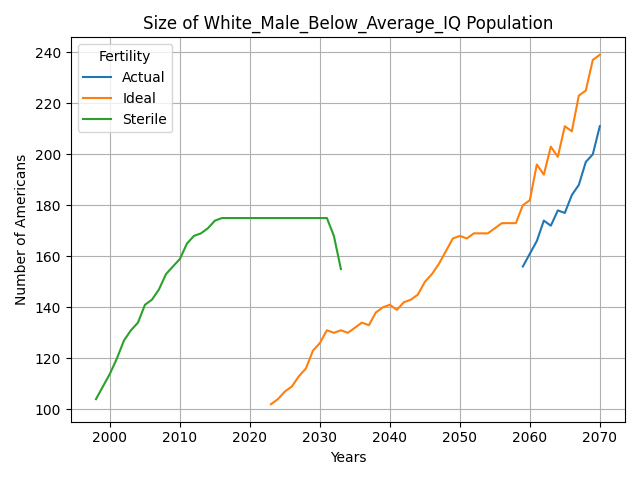 Size of White_Male_Below_Average_IQ Population
Fertility
Actual
Ideal
Sterile
Number of Americans
240
220
200
180
160
140
120
100
2000 2010 2020 2030 2040 2050 2060 2070
Years